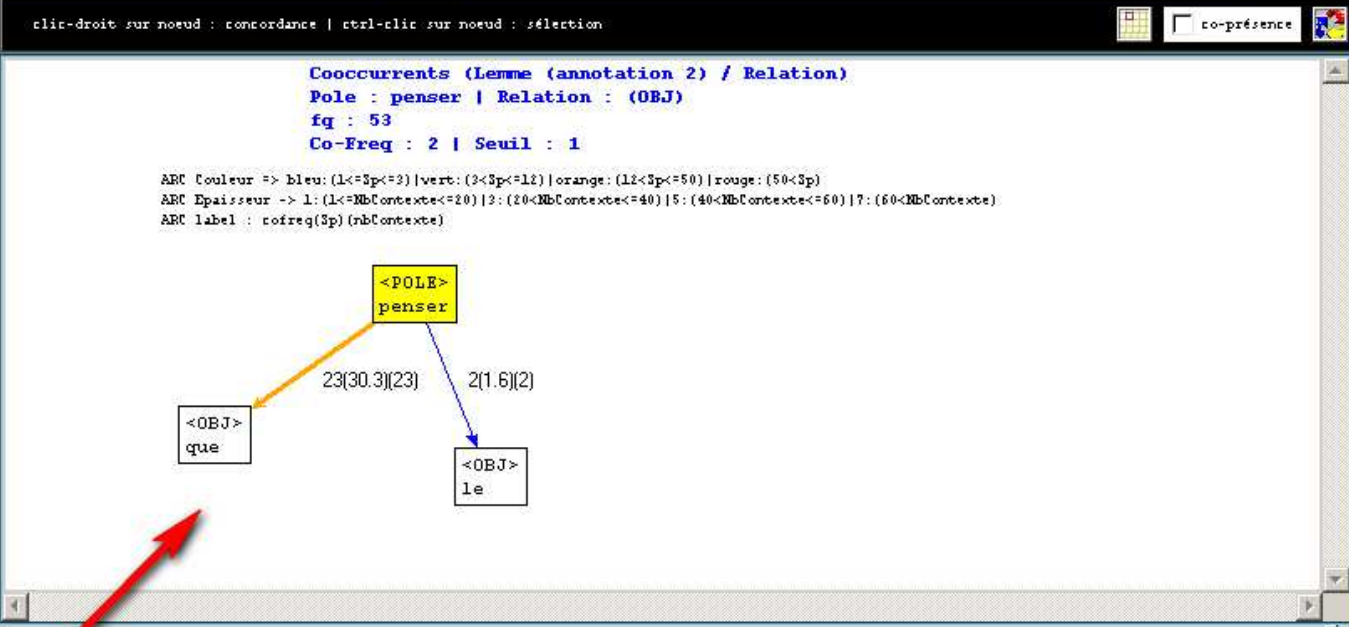 clic-droit sur noeud : concordance | ctrl-clic sur noeud : sélection
co-présence
Cooccurrents (Lemme (annotation 2) / Relation)
Pole : penser | Relation : (OBJ)
fq : 53
Co-Freq : 2 | Seuil : 1
ARC Couleur => bleu:(1<=Sp<=3)|vert:(3<Sp<=12)|orange:(12<Sp<=50)|rouge:(50<Sp)
ARC Epaisseur -> 1:(1<=NbContexte<=20)|3:(20<NbContexte<=40)|5:(40<NbContexte<=60)|7:(60<NbContexte)
ARC label : cofreq(Sp)(nbContexte)
<POLE>
penser
23(30.3)(23)
2(1.6)(2)
<OBJ>
que
<OBJ>
le